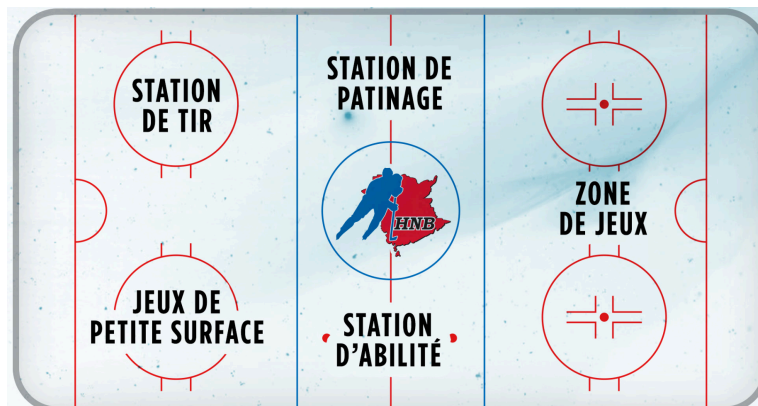 STATION
DE TIR
STATION DE
PATINAGE
HNB
ZONE
DE JEUX
JEUX DE
PETITE SURFACE
STATION
D'ABILITÉ